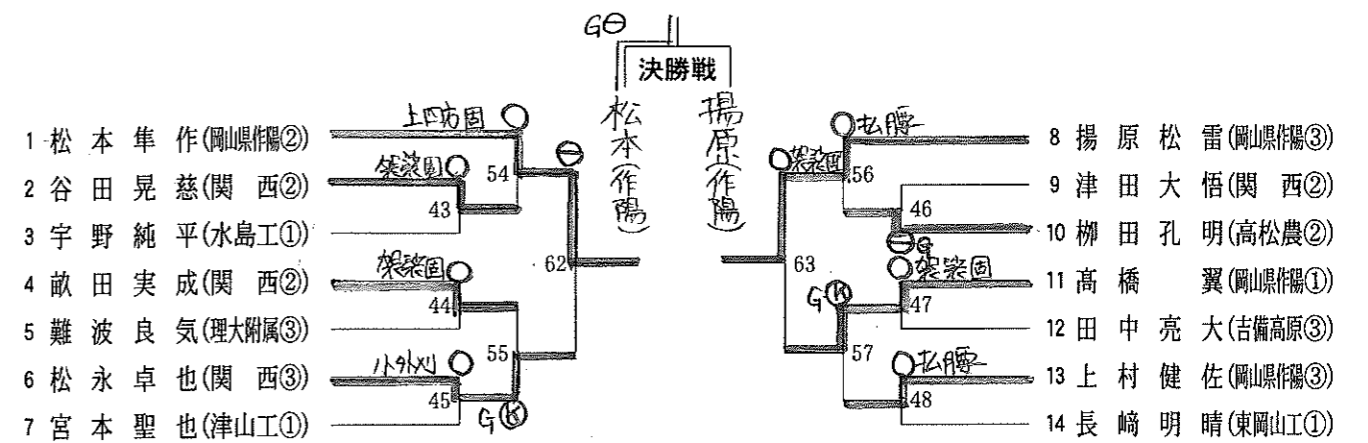 G⊖
決勝戦
松本(作陽)
揚原(作陽)
1 松本隼作(岡山県作陽②)
上四方固 ○
2 谷田晃慈(関西②)
袈裟固 ○
43
54
⊖
3 宇野純平(水島工①)
62
4 畝田実成(関西②)
袈裟固 ○
44
5 難波良気(理大附属③)
55
6 松永卓也(関西③)
小外刈 ○
45
G Ⓚ
7 宮本聖也(津山工①)
○ 払腰
8 揚原松雷(岡山県作陽③)
○ 袈裟固
56
9 津田大悟(関西②)
46
10 柳田孔明(高松農②)
⊖G
63
○ 袈裟固
11 髙橋翼(岡山県作陽①)
G Ⓚ
47
12 田中亮大(吉備高原③)
57
○ 払腰
13 上村健佐(岡山県作陽③)
48
14 長﨑明晴(東岡山工①)